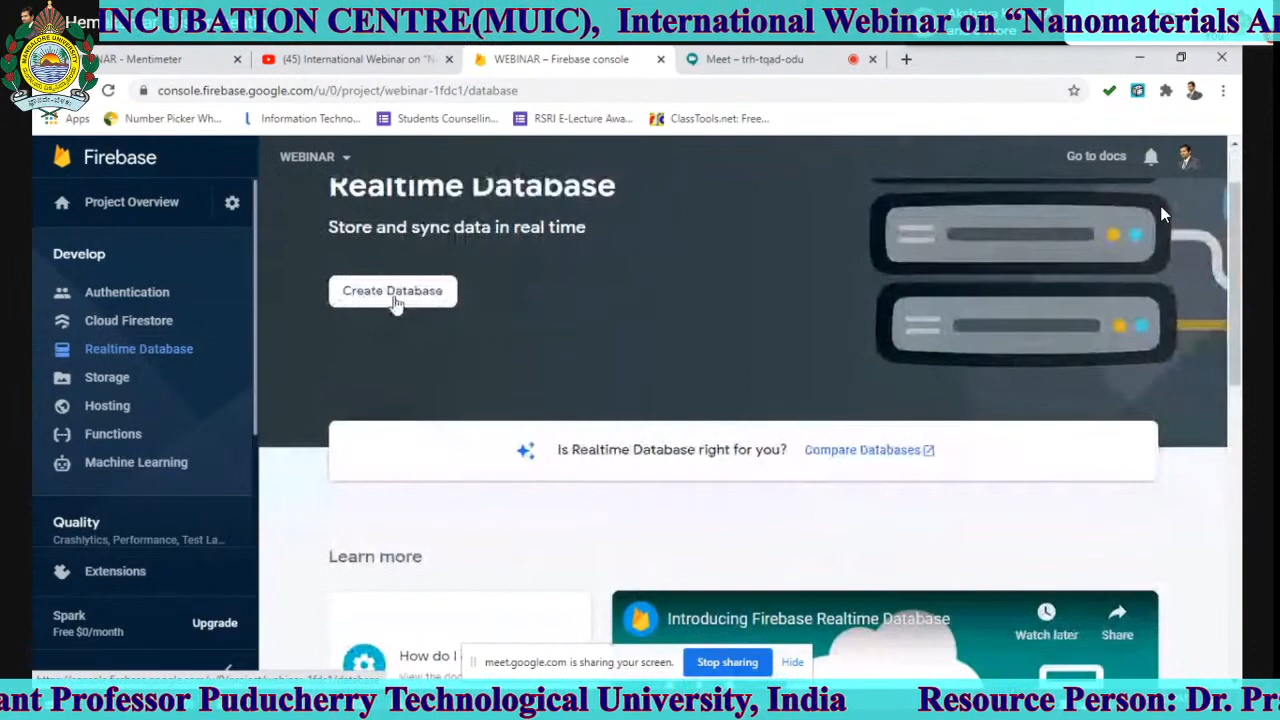 INCUBATION CENTRE(MUIC), International Webinar on “Nanomaterials A
NAR - Mentimeter
(45) International Webinar on "N
WEBINAR – Firebase console
Meet – trh-tqad-odu
console.firebase.google.com/u/0/project/webinar-1fdc1/database
Apps
Number Picker Wh...
Information Techno...
Students Counsellin...
RSRI E-Lecture Awa...
ClassTools.net: Free...
Firebase
WEBINAR
Go to docs
Project Overview
Realtime Database
Store and sync data in real time
Develop
Create Database
Authentication
Cloud Firestore
Realtime Database
Storage
Hosting
Functions
Machine Learning
Is Realtime Database right for you? Compare Databases
Quality
Crashlytics, Performance, Test La...
Extensions
Learn more
Spark
Free $0/month
Upgrade
Introducing Firebase Realtime Database
Watch later
Share
How do I
View the doc
meet.google.com is sharing your screen.
Stop sharing
Hide
ant Professor Puducherry Technological University, India Resource Person: Dr. Pr